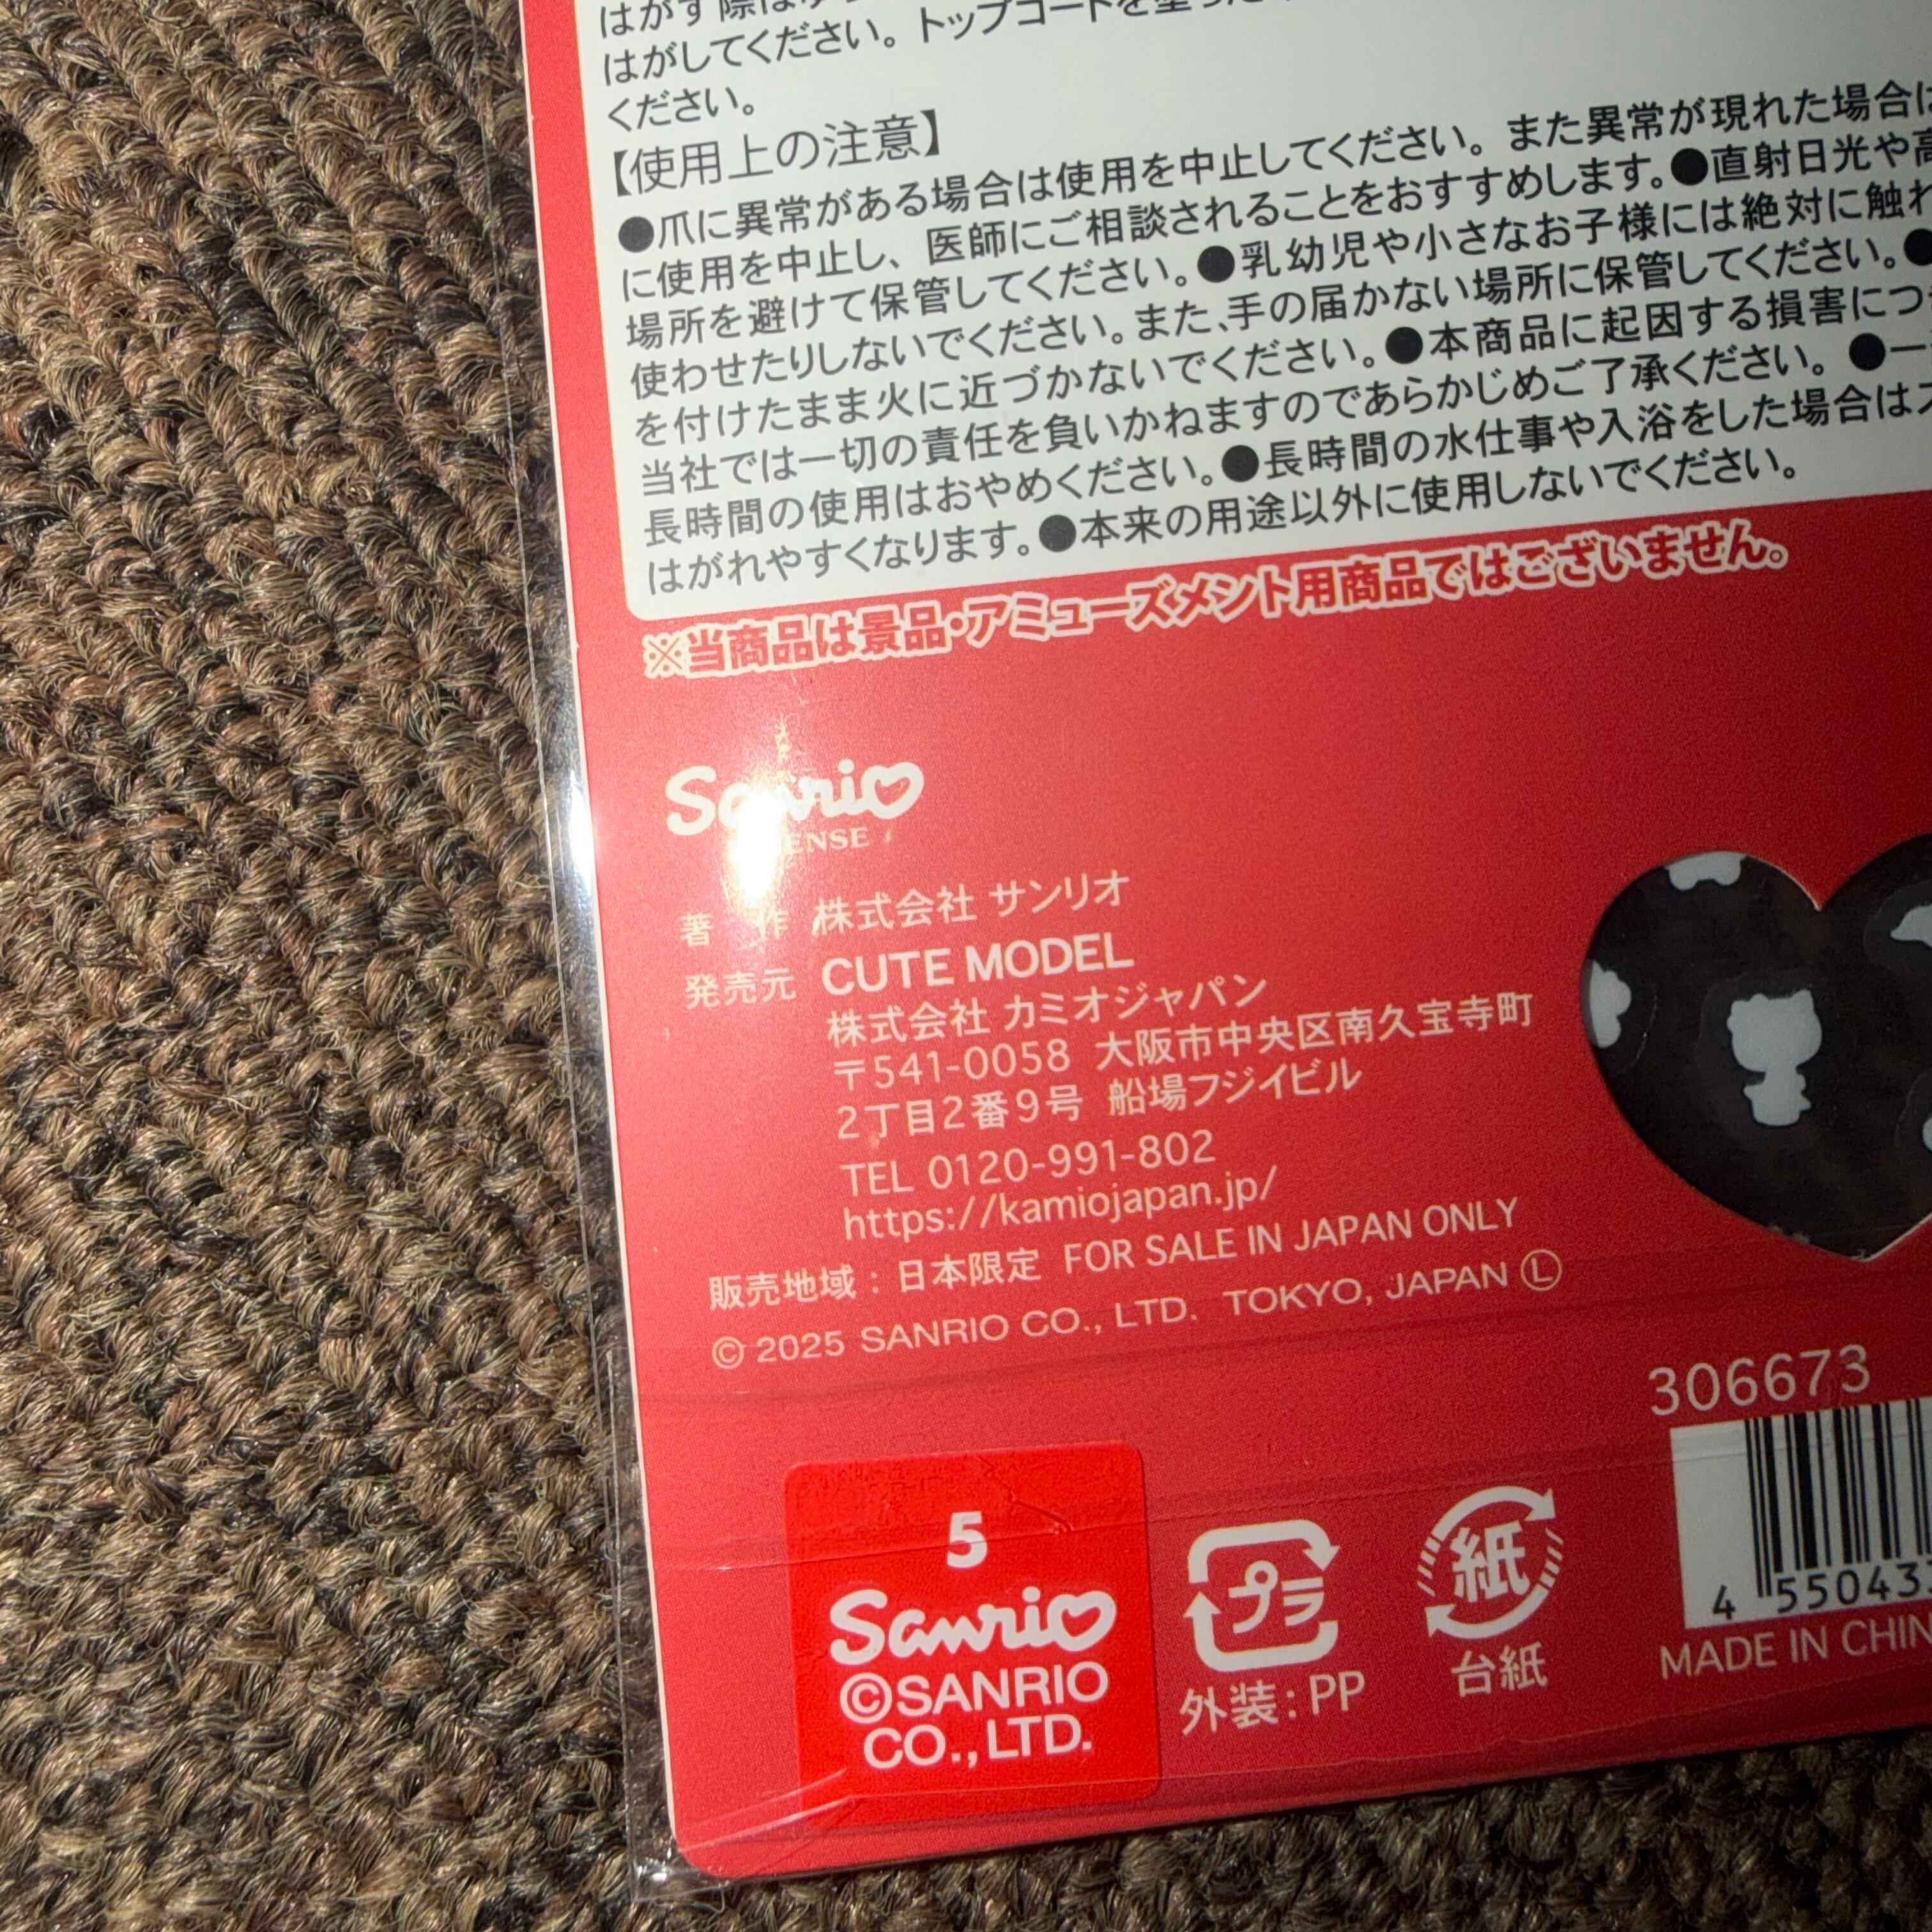 はがしてください。トップコートを塗った
ください。
【使用上の注意】
●爪に異常がある場合は使用を中止してください。また異常が現れた場合は
に使用を中止し、医師にご相談されることをおすすめします。●直射日光や高
場所を避けて保管してください。●乳幼児や小さなお子様には絶対に触れ
使わせたりしないでください。また、手の届かない場所に保管してください。●
を付けたまま火に近づかないでください。●本商品に起因する損害につ
当社では一切の責任を負いかねますのであらかじめご了承ください。●一
長時間の使用はおやめください。●長時間の水仕事や入浴をした場合は
はがれやすくなります。●本来の用途以外に使用しないでください。
※当商品は景品・アミューズメント用商品ではございません。
Sanrio
著 作 株式会社 サンリオ
発売元 CUTE MODEL
株式会社 カミオジャパン
〒541-0058 大阪市中央区南久宝寺町
2丁目2番9号 船場フジイビル
TEL 0120-991-802
https://kamiojapan.jp/
販売地域：日本限定 FOR SALE IN JAPAN ONLY
© 2025 SANRIO CO., LTD. TOKYO, JAPAN Ⓛ
306673
5
Sanrio
©SANRIO
CO., LTD.
プラ
外装：PP
紙
台紙
4 550433
MADE IN CHIN